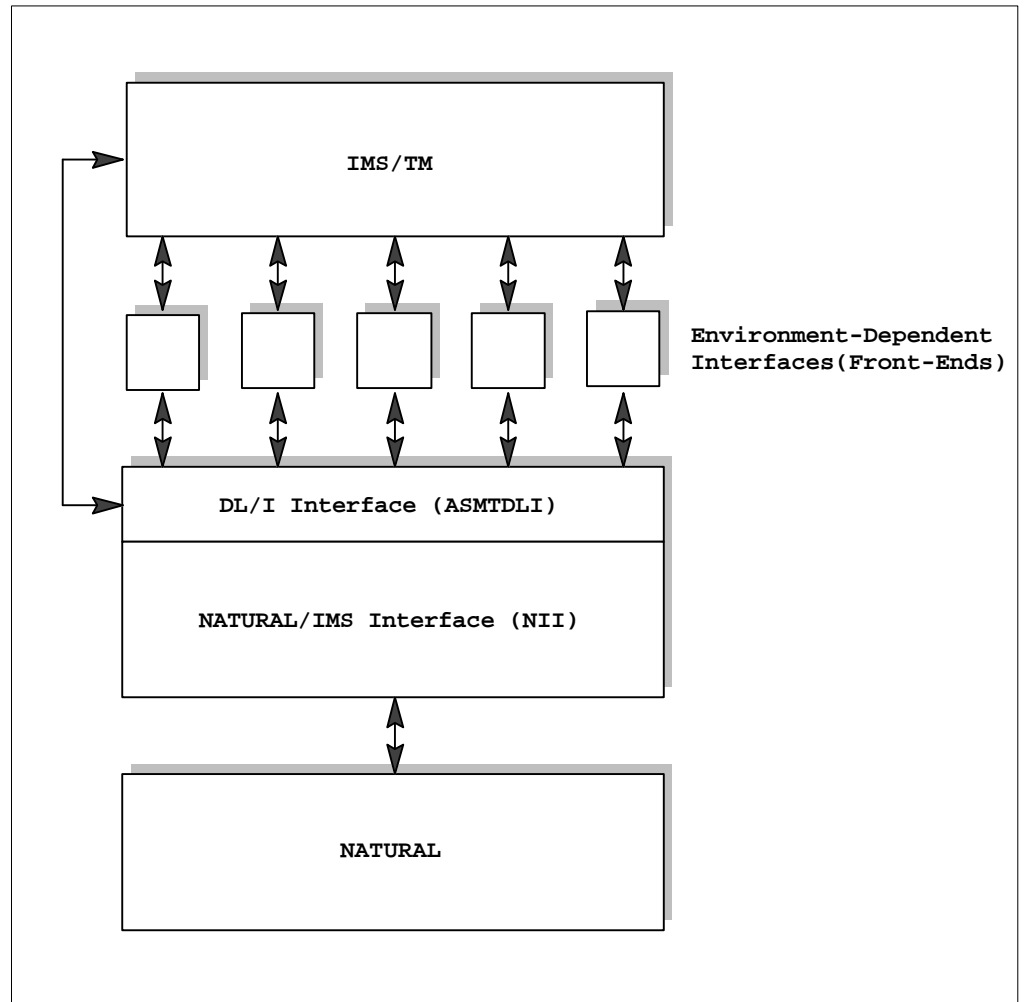 IMS/TM
Environment-Dependent
Interfaces(Front-Ends)
DL/I Interface (ASMTDLI)
NATURAL/IMS Interface (NII)
NATURAL